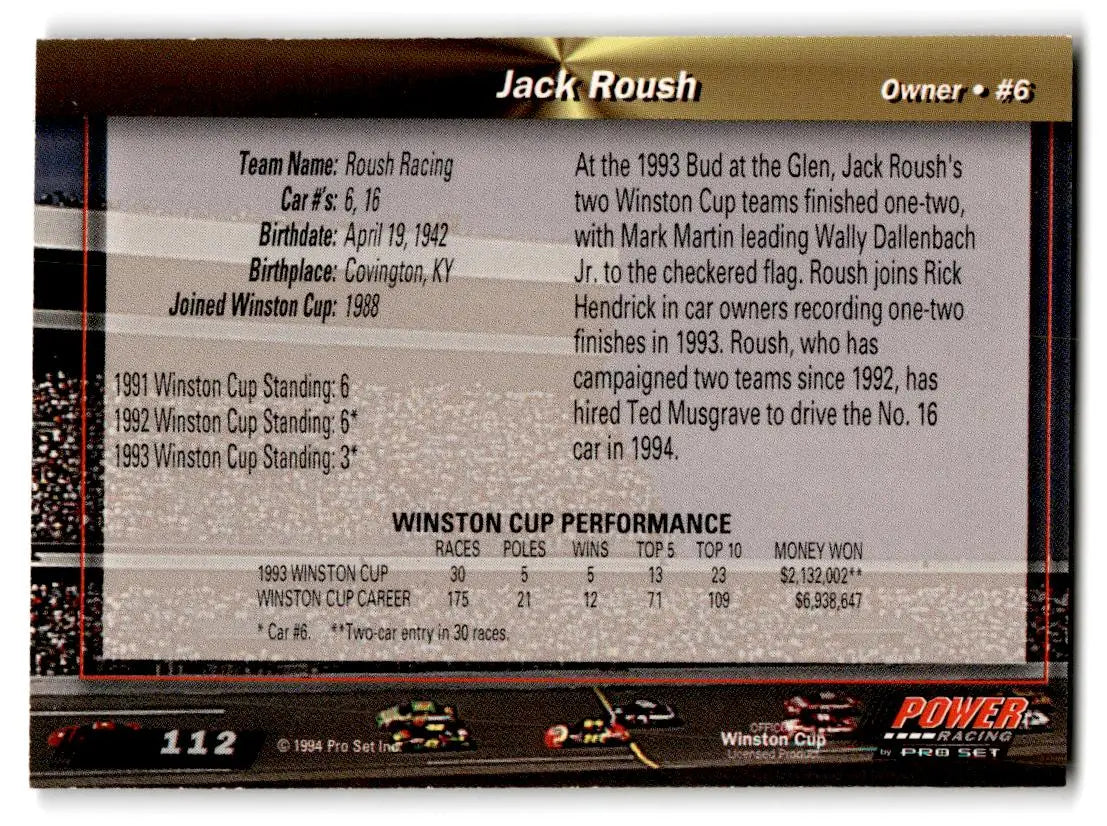 Jack Roush
Owner • #6
Team Name: Roush Racing
Car #'s: 6, 16
Birthdate: April 19, 1942
Birthplace: Covington, KY
Joined Winston Cup: 1988
1991 Winston Cup Standing: 6
1992 Winston Cup Standing: 6*
1993 Winston Cup Standing: 3*
At the 1993 Bud at the Glen, Jack Roush's
two Winston Cup teams finished one-two,
with Mark Martin leading Wally Dallenbach
Jr. to the checkered flag. Roush joins Rick
Hendrick in car owners recording one-two
finishes in 1993. Roush, who has
campaigned two teams since 1992, has
hired Ted Musgrave to drive the No. 16
car in 1994.
WINSTON CUP PERFORMANCE
RACES POLES WINS TOP 5 TOP 10 MONEY WON
1993 WINSTON CUP 30 5 5 13 23 $2,132,002**
WINSTON CUP CAREER 175 21 12 71 109 $6,938,647
* Car #6. **Two-car entry in 30 races.
112
© 1994 Pro Set Inc.
OFFICIAL
Winston Cup
Licensed Product
POWER
RACING
by PRO SET